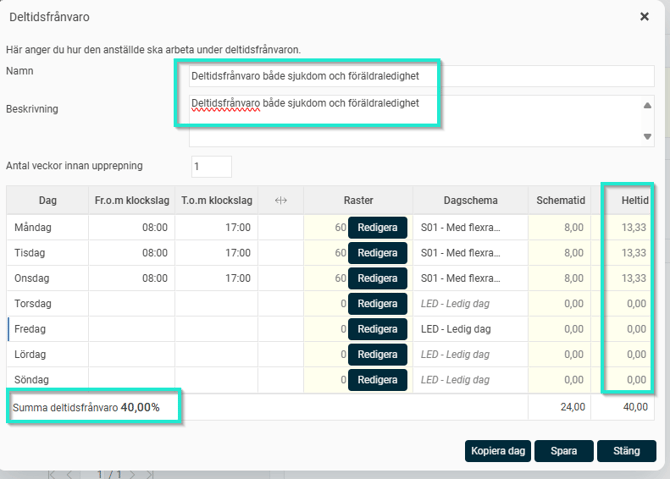 Deltidsfrånvaro
Här anger du hur den anställde ska arbeta under deltidsfrånvaron.
Namn Deltidsfrånvaro både sjukdom och föräldraledighet
Beskrivning Deltidsfrånvaro både sjukdom och föräldraledighet
Antal veckor innan upprepning 1
Dag Fr.o.m klockslag T.o.m klockslag Raster Dagschema Schematid Heltid
Måndag 08:00 17:00 60 Redigera S01 - Med flexra... 8,00 13,33
Tisdag 08:00 17:00 60 Redigera S01 - Med flexra... 8,00 13,33
Onsdag 08:00 17:00 60 Redigera S01 - Med flexra... 8,00 13,33
Torsdag 0 Redigera LED - Ledig dag 0,00 0,00
Fredag 0 Redigera LED - Ledig dag 0,00 0,00
Lördag 0 Redigera LED - Ledig dag 0,00 0,00
Söndag 0 Redigera LED - Ledig dag 0,00 0,00
Summa deltidsfrånvaro 40,00% 24,00 40,00
Kopiera dag Spara Stäng
1 / 1